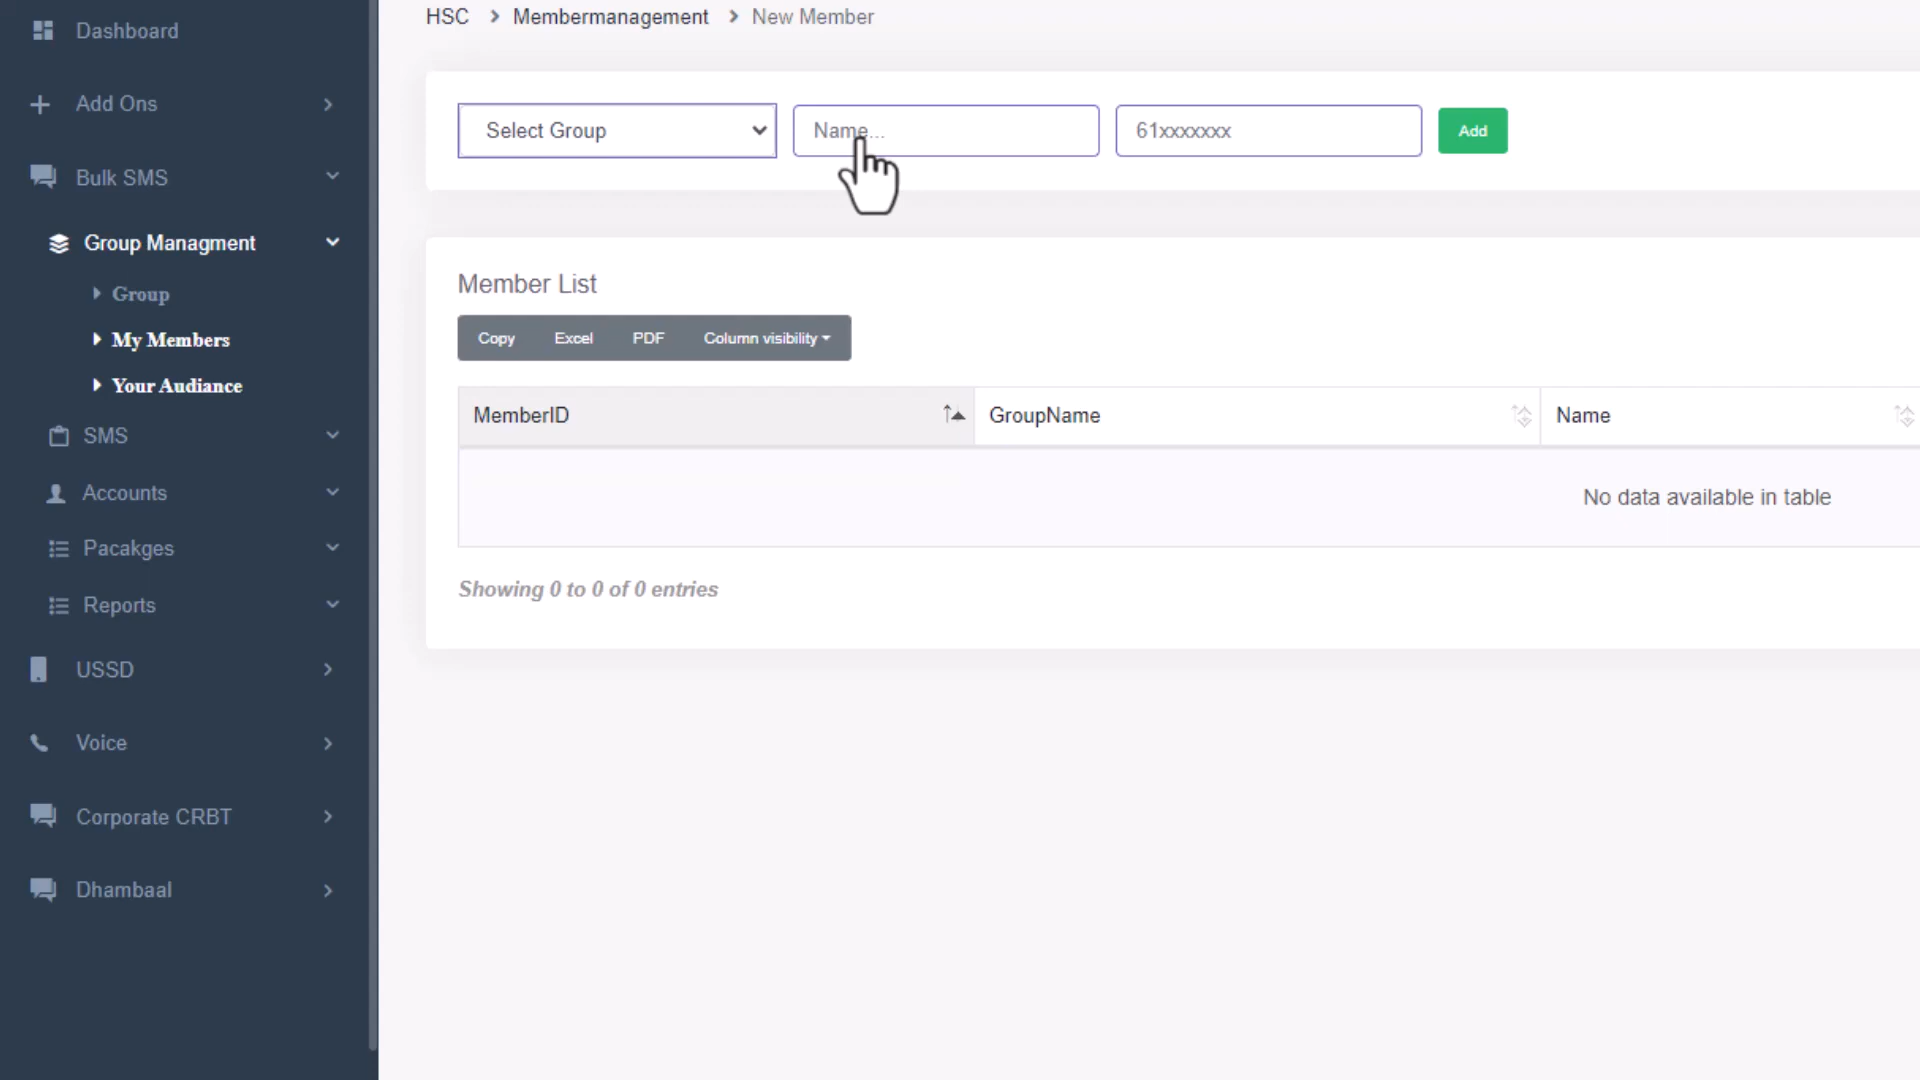 Dashboard
Add Ons
Bulk SMS
Group Managment
Group
My Members
Your Audiance
SMS
Accounts
Pacakges
Reports
USSD
Voice
Corporate CRBT
Dhambaal
HSC > Membermanagement > New Member
Select Group Name... 61xxxxxxx Add
Member List
Copy Excel PDF Column visibility
MemberID GroupName Name
No data available in table
Showing 0 to 0 of 0 entries